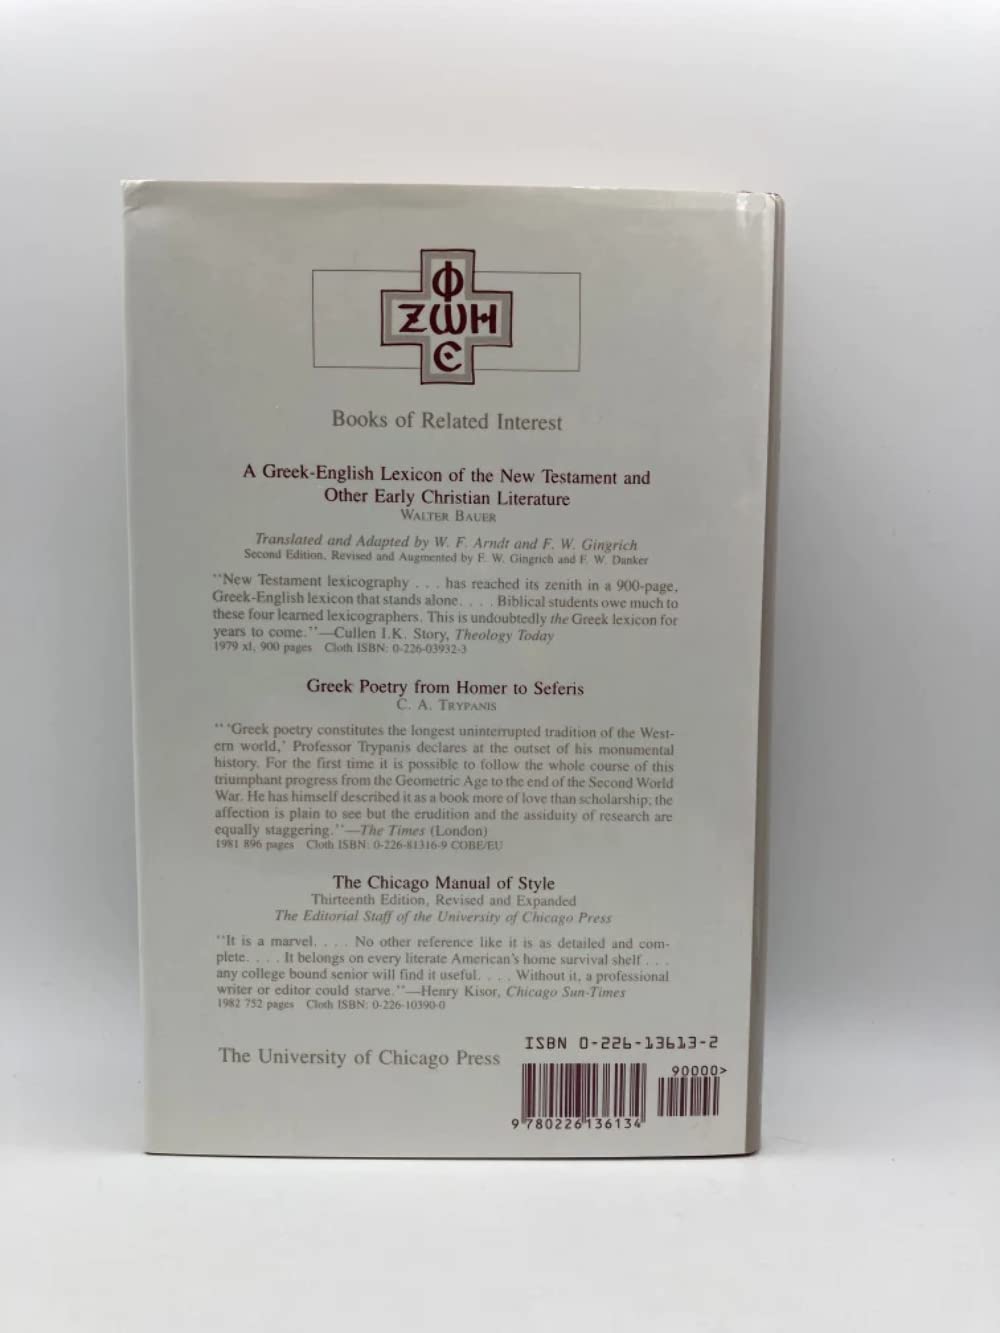 Φ
ΖωΗ
Є
Books of Related Interest
A Greek-English Lexicon of the New Testament and
Other Early Christian Literature
WALTER BAUER
Translated and Adapted by W. F. Arndt and F. W. Gingrich
Second Edition, Revised and Augmented by F. W. Gingrich and F. W. Danker
"New Testament lexicography . . . has reached its zenith in a 900-page,
Greek-English lexicon that stands alone. . . . Biblical students owe much to
these four learned lexicographers. This is undoubtedly the Greek lexicon for
years to come."—Cullen I.K. Story, Theology Today
1979 xl, 900 pages Cloth ISBN: 0-226-03932-3
Greek Poetry from Homer to Seferis
C. A. TRYPANIS
" 'Greek poetry constitutes the longest uninterrupted tradition of the West-
ern world,' Professor Trypanis declares at the outset of his monumental
history. For the first time it is possible to follow the whole course of this
triumphant progress from the Geometric Age to the end of the Second World
War. He has himself described it as a book more of love than scholarship; the
affection is plain to see but the erudition and the assiduity of research are
equally staggering."—The Times (London)
1981 896 pages Cloth ISBN: 0-226-81316-9 COBE/EU
The Chicago Manual of Style
Thirteenth Edition, Revised and Expanded
The Editorial Staff of the University of Chicago Press
"It is a marvel. . . . No other reference like it is as detailed and com-
plete. . . . It belongs on every literate American's home survival shelf . . .
any college bound senior will find it useful. . . . Without it, a professional
writer or editor could starve."—Henry Kisor, Chicago Sun-Times
1982 752 pages Cloth ISBN: 0-226-10390-0
The University of Chicago Press
ISBN 0-226-13613-2
90000>
9 780226 136134